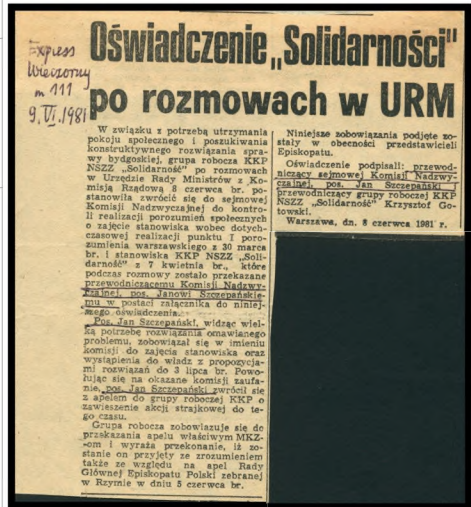 Express
Wieczorny
nr 111
9.VI.1981
Oświadczenie „Solidarności"
po rozmowach w URM
W związku z potrzebą utrzymania
pokoju społecznego i poszukiwania
konstruktywnego rozwiązania spra-
wy bydgoskiej, grupa robocza KKP
NSZZ „Solidarność" po rozmowach
w Urzędzie Rady Ministrów z Ko-
misją Rządową 8 czerwca br. po-
stanowiła zwrócić się do sejmowej
Komisji Nadzwyczajnej do kontro-
li realizacji porozumień społecznych
o zajęcie stanowiska wobec dotych-
czasowej realizacji punktu I poro-
zumienia warszawskiego z 30 marca
br. i stanowiska KKP NSZZ „Soli-
darność" z 7 kwietnia br., które
podczas rozmowy zostało przekazane
przewodniczącemu Komisji Nadzwy-
czajnej, pos. Janowi Szczepańskie-
mu w postaci załącznika do niniej-
szego oświadczenia.
Pos. Jan Szczepański, widząc wiel-
ką potrzebę rozwiązania omawianego
problemu, zobowiązał się w imieniu
komisji do zajęcia stanowiska oraz
wystąpienia do władz z propozycja-
mi rozwiązań do 3 lipca br. Powo-
łując się na okazane komisji zaufa-
nie, pos. Jan Szczepański zwrócił się
z apelem do grupy roboczej KKP o
zawieszenie akcji strajkowej do te-
go czasu.
Grupa robocza zobowiązuje się do
przekazania apelu właściwym MKZ-
-om i wyraża przekonanie, iż zo-
stanie on przyjęty ze zrozumieniem
także ze względu na apel Rady
Głównej Episkopatu Polski zebranej
w Rzymie w dniu 5 czerwca br.
Niniejsze zobowiązania podjęte zo-
stały w obecności przedstawicieli
Episkopatu.
Oświadczenie podpisali: przewod-
niczący sejmowej Komisji Nadzwy-
czajnej, pos. Jan Szczepański i
przewodniczący grupy roboczej KKP
NSZZ „Solidarność" Krzysztof Go-
towski.
Warszawa, dn. 8 czerwca 1981 r.